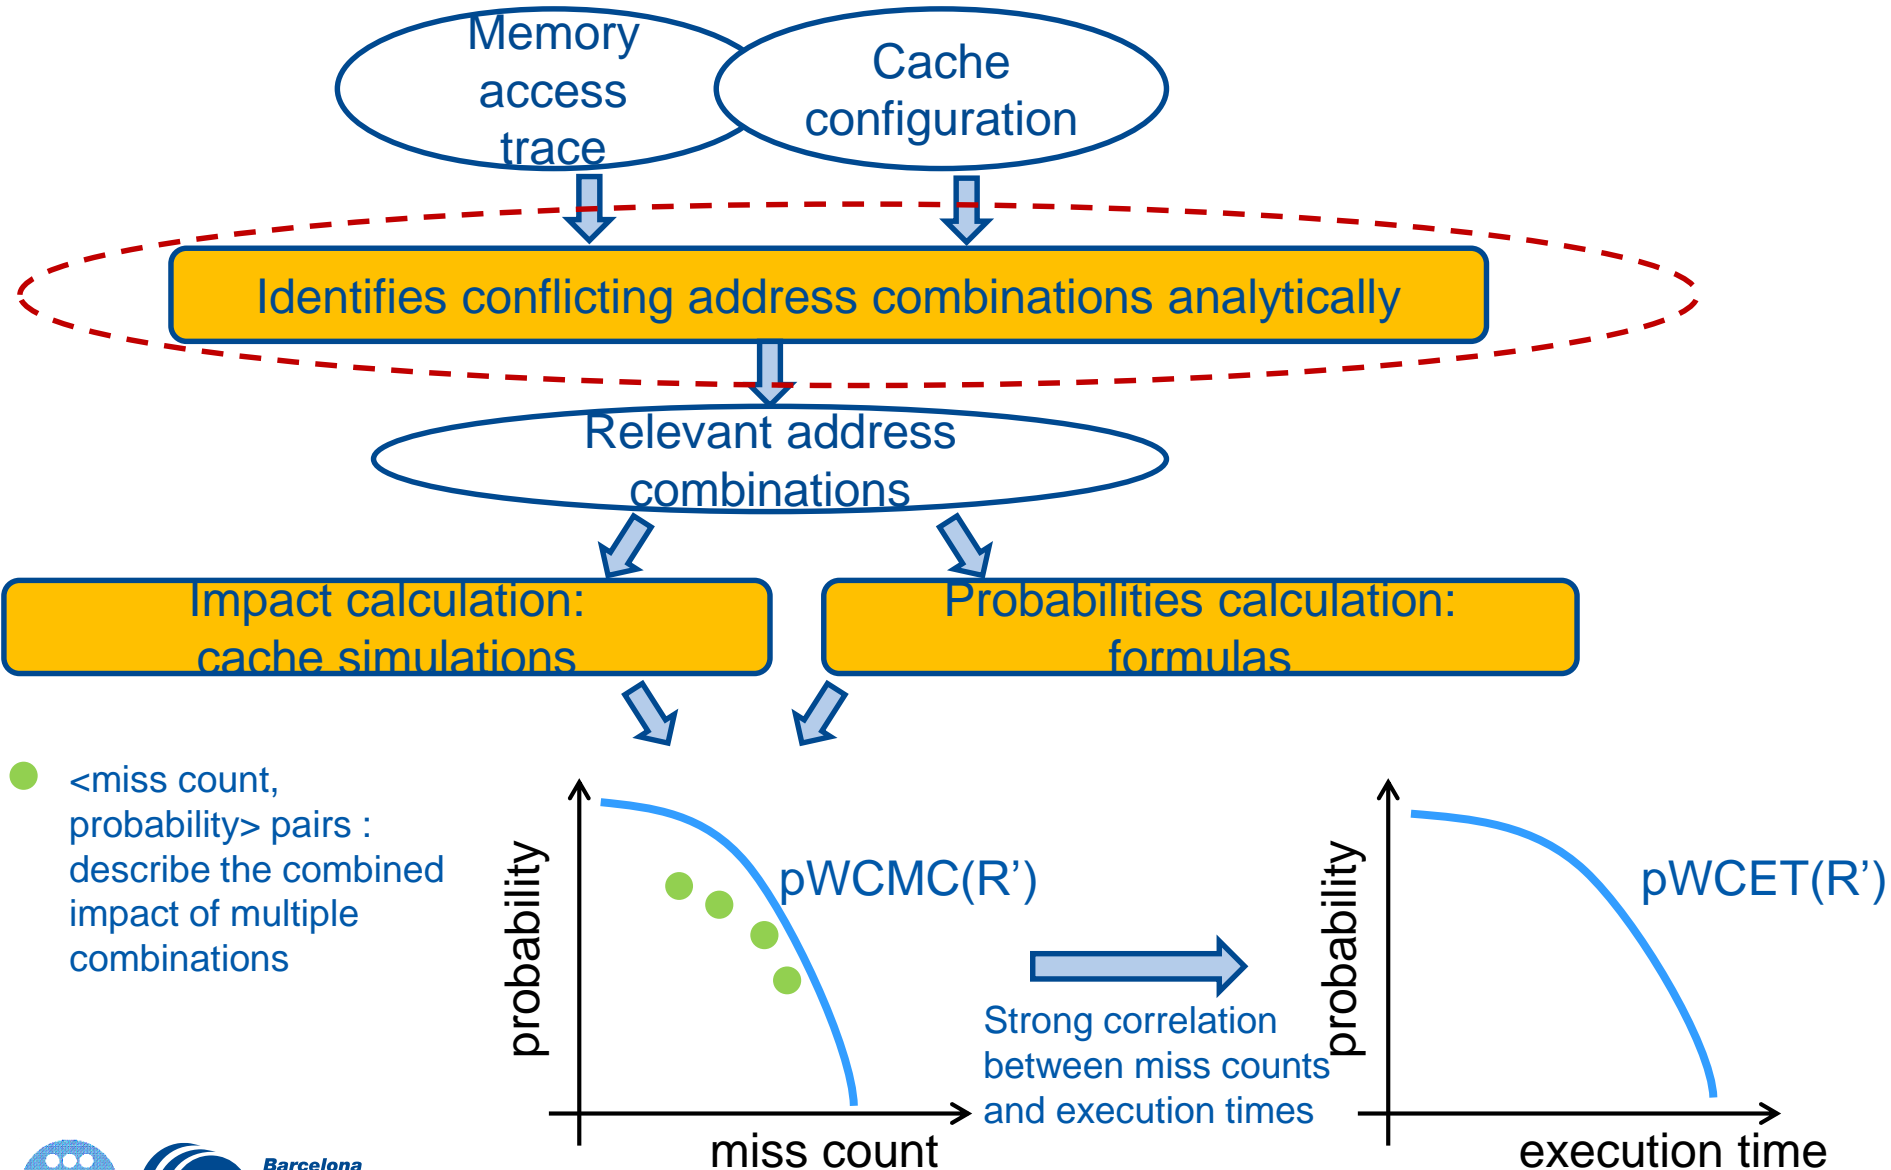 Memory
access
trace
Cache
configuration
Identifies conflicting address combinations analytically
Relevant address
combinations
Impact calculation:
cache simulations
Probabilities calculation:
formulas
<miss count,
probability> pairs :
describe the combined
impact of multiple
combinations
probability
pWCMC(R’)
miss count
Strong correlation
between miss counts
and execution times
probability
pWCET(R’)
execution time
Barcelona